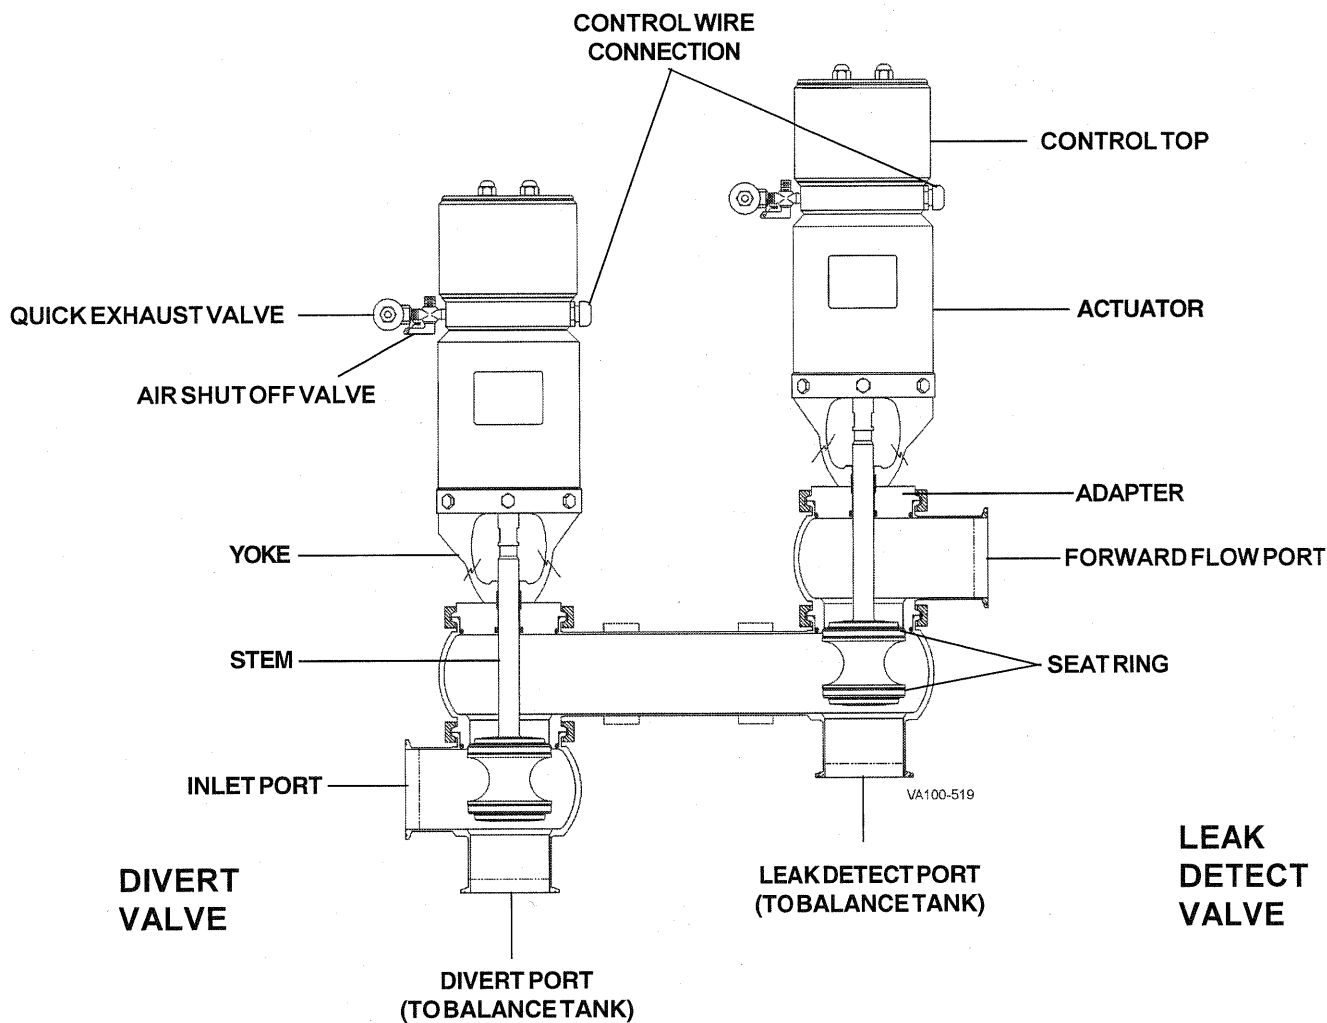 CONTROL WIRE
CONNECTION
CONTROL TOP
QUICK EXHAUST VALVE
ACTUATOR
AIR SHUT OFF VALVE
ADAPTER
YOKE
FORWARD FLOW PORT
STEM
SEAT RING
INLET PORT
VA100-519
DIVERT
VALVE
LEAK DETECT PORT
(TO BALANCE TANK)
LEAK
DETECT
VALVE
DIVERT PORT
(TO BALANCE TANK)